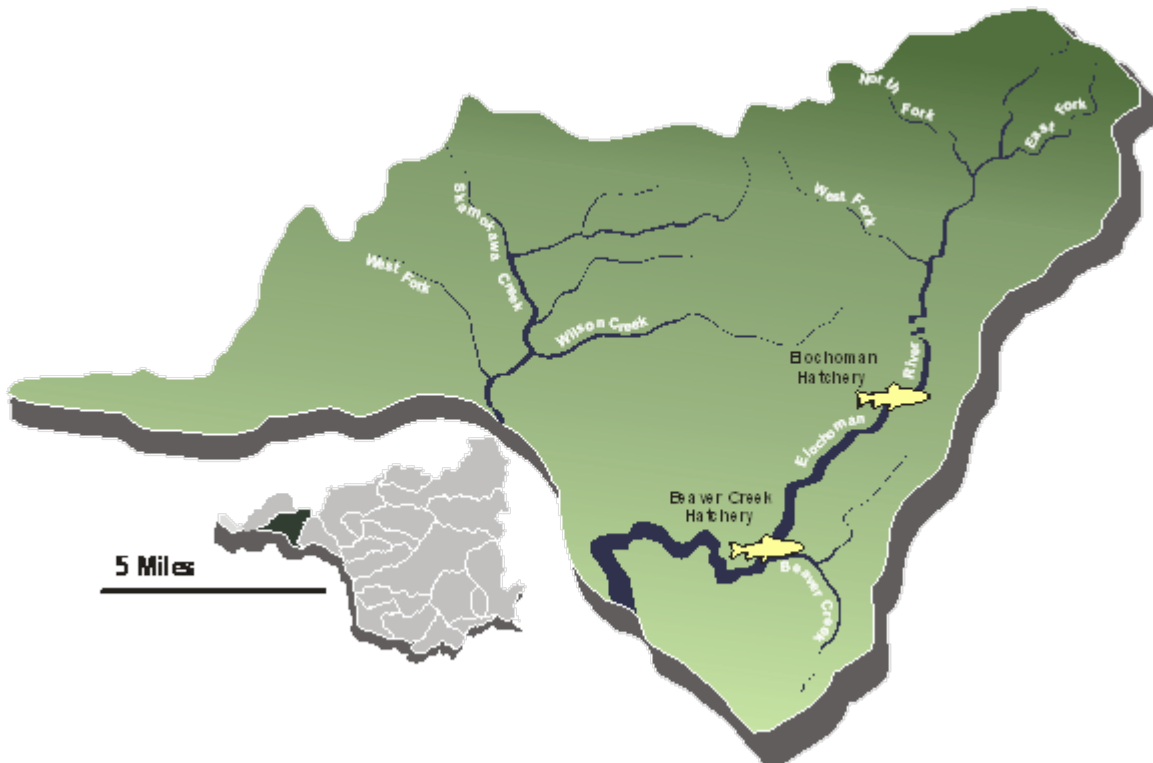 North
Fork
East Fork
West Fork
Skamokawa Creek
West Fork
Wilson Creek
Elochoman
Hatchery
River
Elochoman
Beaver Creek
Hatchery
Beaver Creek
5 Miles